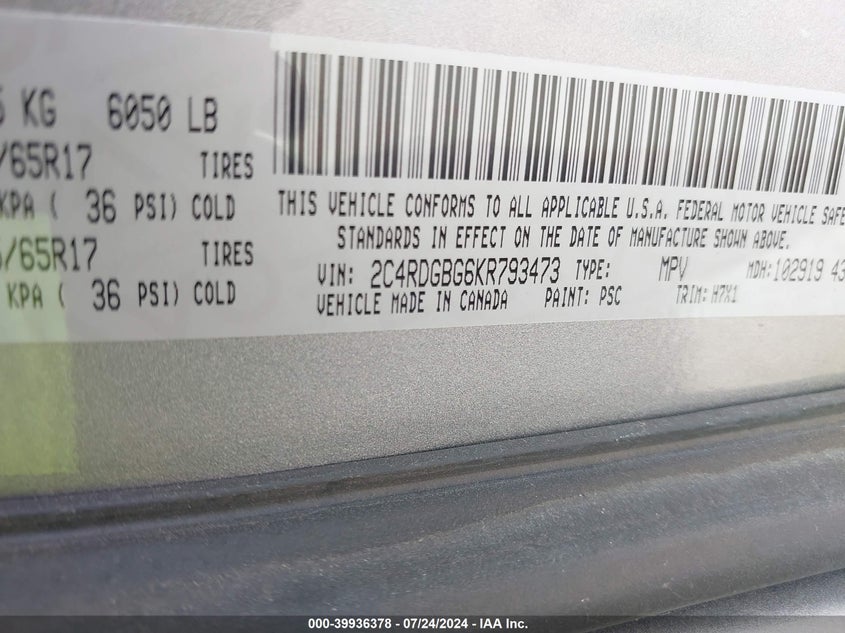 KG 6050 LB
/65R17 TIRES
KPA ( 36 PSI) COLD
/65R17 TIRES
KPA ( 36 PSI) COLD
THIS VEHICLE CONFORMS TO ALL APPLICABLE U.S.A. FEDERAL MOTOR VEHICLE SAFE
STANDARDS IN EFFECT ON THE DATE OF MANUFACTURE SHOWN ABOVE.
VIN: 2C4RDGBG6KR793473 TYPE: MPV MDH:102919 43
VEHICLE MADE IN CANADA PAINT: PSC TRIM: H7X1
000-39936378 / 07/24/2024 - IAA Inc.